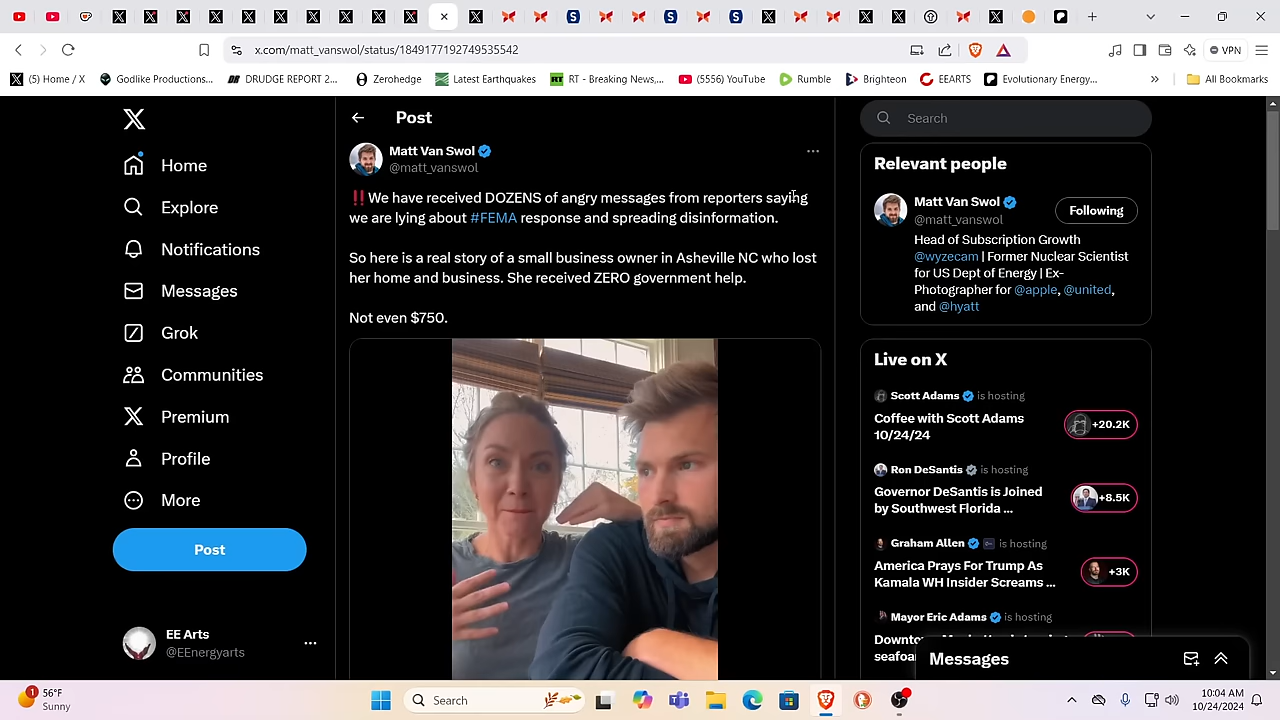 x.com/matt_vanswol/status/1849177192749535542
VPN
(5) Home / X
Godlike Productions...
DRUDGE REPORT 2...
Zerohedge
Latest Earthquakes
RT - Breaking News,...
(5556) YouTube
Rumble
Brighteon
EEARTS
Evolutionary Energy...
»
All Bookmarks
Home
Explore
Notifications
Messages
Grok
Communities
Premium
Profile
More
Post
EE Arts
@EEnergyarts
Post
Matt Van Swol
@matt_vanswol
‼️We have received DOZENS of angry messages from reporters saying
we are lying about #FEMA response and spreading disinformation.
So here is a real story of a small business owner in Asheville NC who lost
her home and business. She received ZERO government help.
Not even $750.
Search
Relevant people
Matt Van Swol
@matt_vanswol
Following
Head of Subscription Growth
@wyzecam | Former Nuclear Scientist
for US Dept of Energy | Ex-
Photographer for @apple, @united,
and @hyatt
Live on X
Scott Adams is hosting
Coffee with Scott Adams
10/24/24
+20.2K
Ron DeSantis is hosting
Governor DeSantis is Joined
by Southwest Florida ...
+8.5K
Graham Allen is hosting
America Prays For Trump As
Kamala WH Insider Screams ...
+3K
Mayor Eric Adams is hosting
Messages
1
56°F
Sunny
Search
10:04 AM
10/24/2024